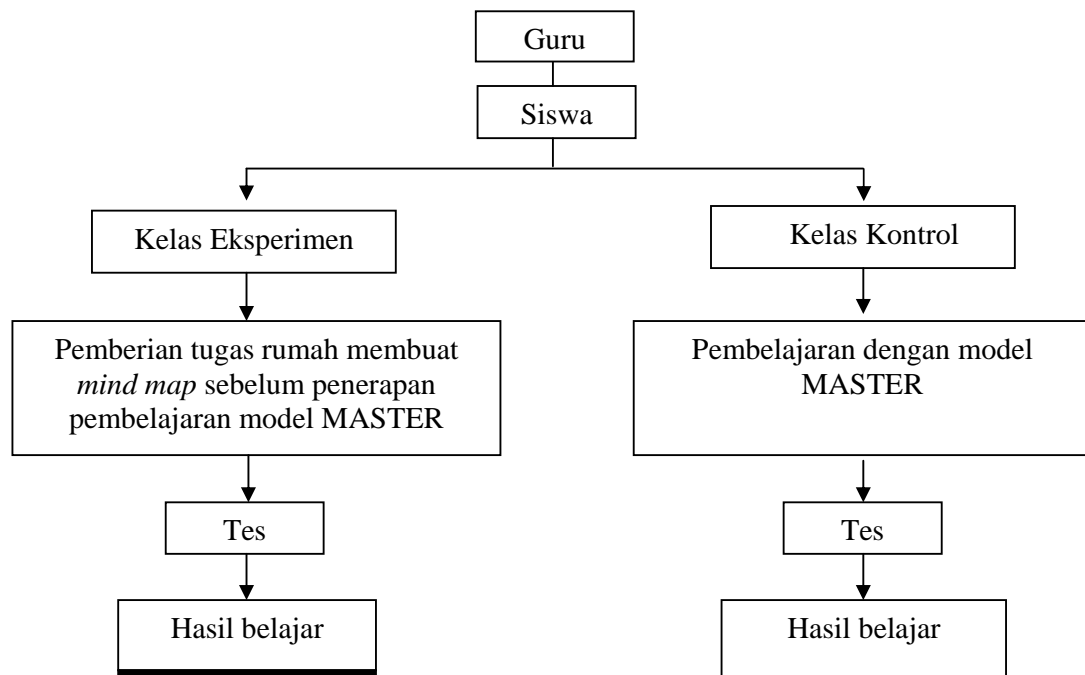 Guru
Siswa
Kelas Eksperimen
Kelas Kontrol
Pemberian tugas rumah membuat
mind map sebelum penerapan
pembelajaran model MASTER
Pembelajaran dengan model
MASTER
Tes
Tes
Hasil belajar
Hasil belajar